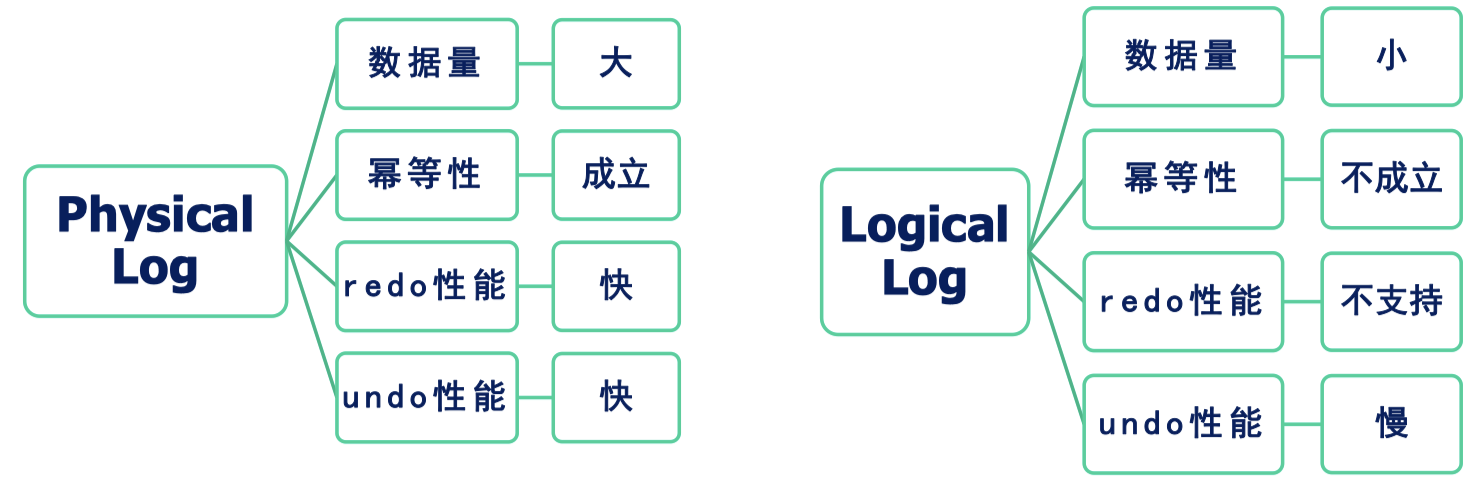 Physical
Log
数据量
大
幂等性
成立
redo性能
快
undo性能
快
Logical
Log
数据量
小
幂等性
不成立
redo性能
不支持
undo性能
慢